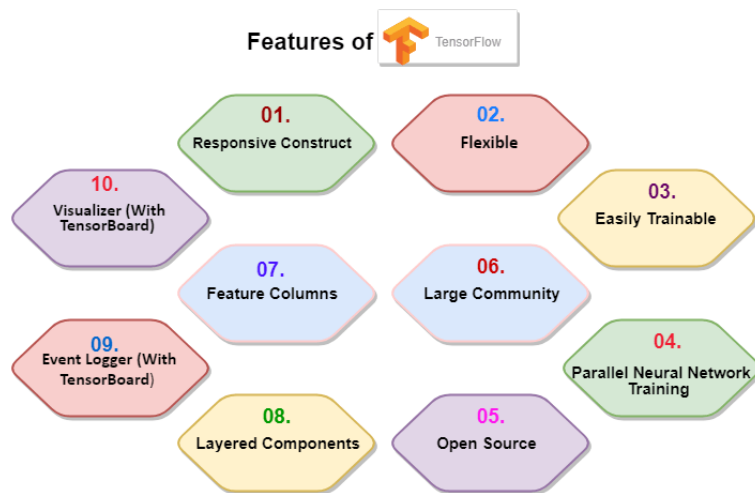 Features of TensorFlow
01.
Responsive Construct
02.
Flexible
03.
Easily Trainable
04.
Parallel Neural Network
Training
05.
Open Source
06.
Large Community
07.
Feature Columns
08.
Layered Components
09.
Event Logger (With
TensorBoard)
10.
Visualizer (With
TensorBoard)